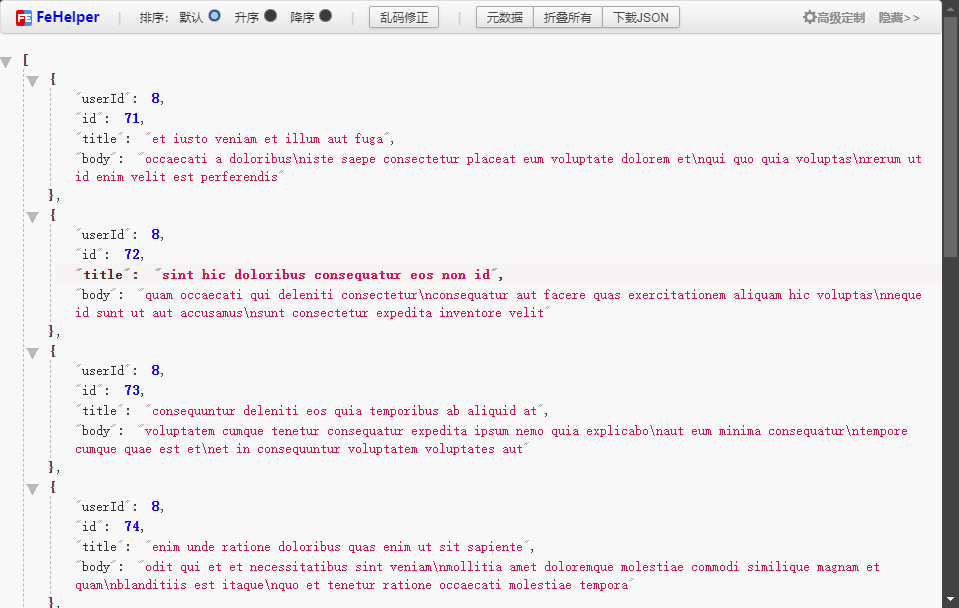 FeHelper | 排序: 默认 升序 降序 | 乱码修正 | 元数据 折叠所有 下载JSON 高级定制 隐藏>>
[
{
"userId": 8,
"id": 71,
"title": "et iusto veniam et illum aut fuga",
"body": "occaecati a doloribus\niste saepe consectetur placeat eum voluptate dolorem et\nqui quo quia voluptas\nrerum ut
id enim velit est perferendis"
},
{
"userId": 8,
"id": 72,
"title": "sint hic doloribus consequatur eos non id",
"body": "quam occaecati qui deleniti consectetur\nconsequatur aut facere quas exercitationem aliquam hic voluptas\nneque
id sunt ut aut accusamus\nsunt consectetur expedita inventore velit"
},
{
"userId": 8,
"id": 73,
"title": "consequuntur deleniti eos quia temporibus ab aliquid at",
"body": "voluptatem cumque tenetur consequatur expedita ipsum nemo quia explicabo\naut eum minima consequatur\ntempore
cumque quae est et\net in consequuntur voluptatem voluptates aut"
},
{
"userId": 8,
"id": 74,
"title": "enim unde ratione doloribus quas enim ut sit sapiente",
"body": "odit qui et et necessitatibus sint veniam\nmollitia amet doloremque molestiae commodi similique magnam et
quam\nblanditiis est itaque\nquo et tenetur ratione occaecati molestiae tempora"
},